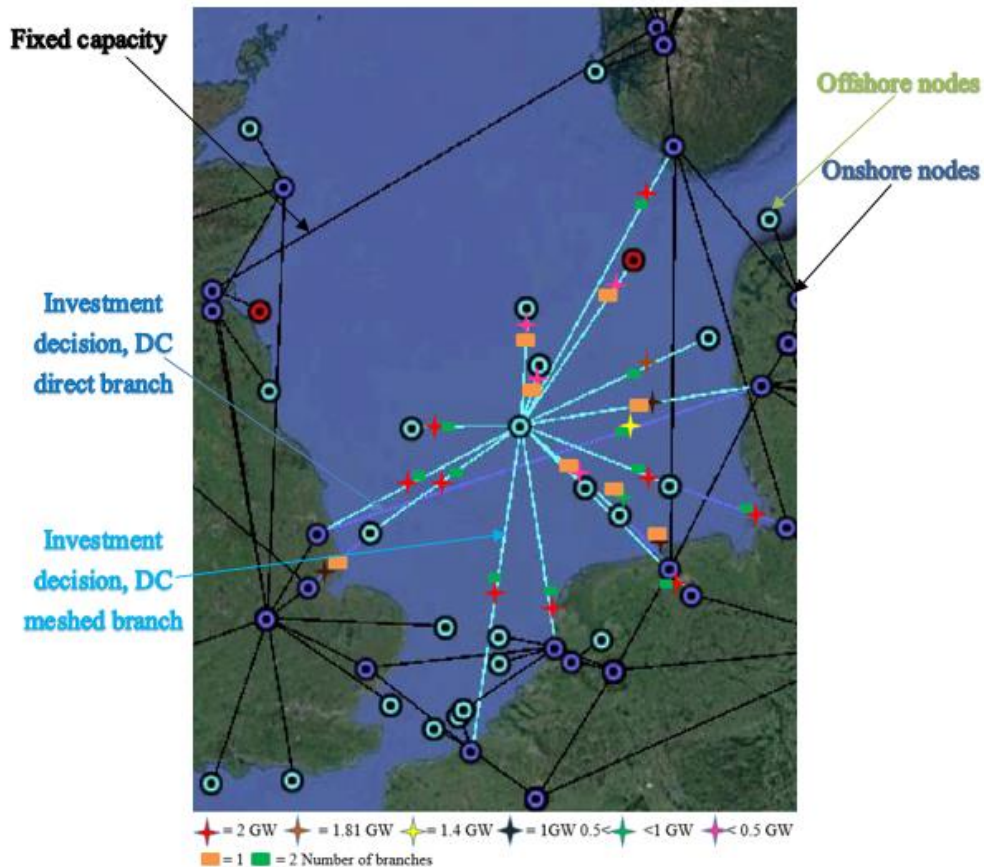 Fixed capacity
Offshore nodes
Onshore nodes
Investment
decision, DC
direct branch
Investment
decision, DC
meshed branch
= 2 GW = 1.81 GW = 1.4 GW = 1GW 0.5< <1 GW < 0.5 GW
= 1 = 2 Number of branches